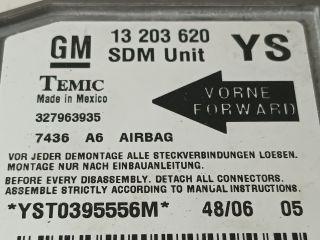 GM 13 203 620 YS
SDM Unit
TEMIC
Made in Mexico
VORNE
FORWARD
327963935
7436 A6 AIRBAG
VOR JEDER DEMONTAGE ALLE STECKVERBINDUNGEN LOESEN.
MONTAGE NUR NACH EINBAUANLEITUNG.
BEFORE EVERY DISASSEMBLY. DETACH ALL CONNECTORS.
ASSEMBLE STRICTLY ACCORDING TO MANUAL INSTRUCTIONS.
*YST0395556M* 48/06 05